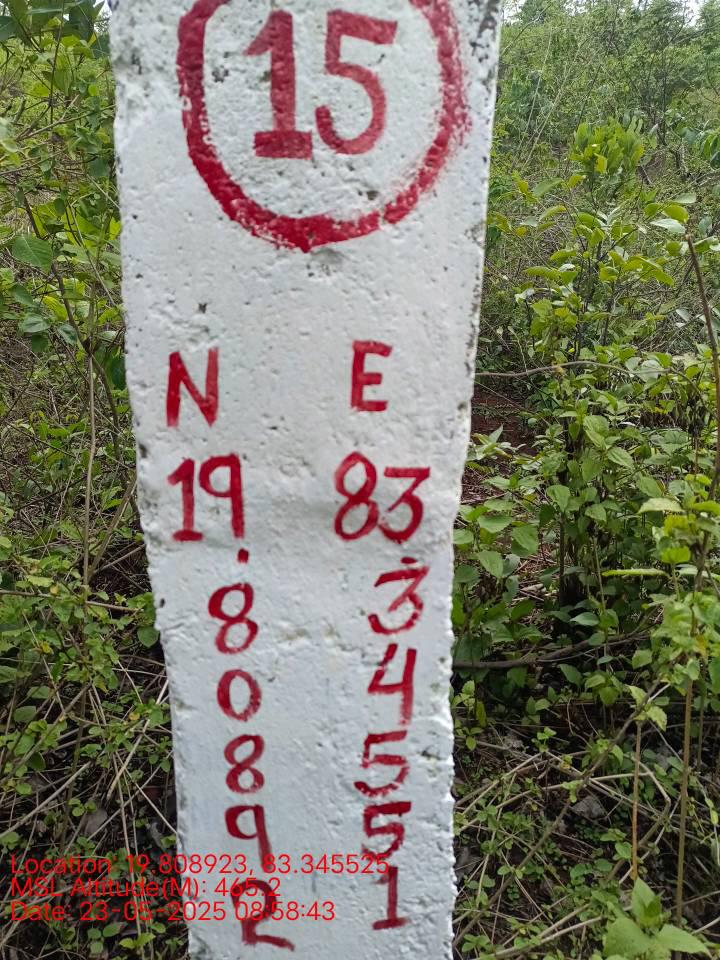 15
N E
19 83
. .
8 3
0 4
8 5
9 5
2 1
Location: 19.808923, 83.345525
MSL Altitude(M): 465.2
Date: 23-05-2025 08:58:43